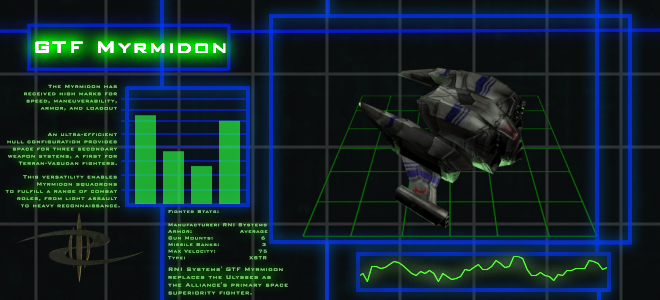 GTF Myrmidon
The Myrmidon has
received high marks for
speed, maneuverability,
armor, and loadout
An ultra-efficient
hull configuration provides
space for three secondary
weapon systems, a first for
Terran-Vasudan fighters.
This versatility enables
Myrmidon squadrons
to fulfill a range of combat
roles, from light assault
to heavy reconnaissance.
Fighter Stats:
Manufacturer: RNI Systems
Armor: Average
Gun Mounts: 6
Missile Banks: 3
Max Velocity: 75
Type: XSTR
RNI Systems' GTF Myrmidon
replaces the Ulysses as
the Alliance's primary space
superiority fighter.